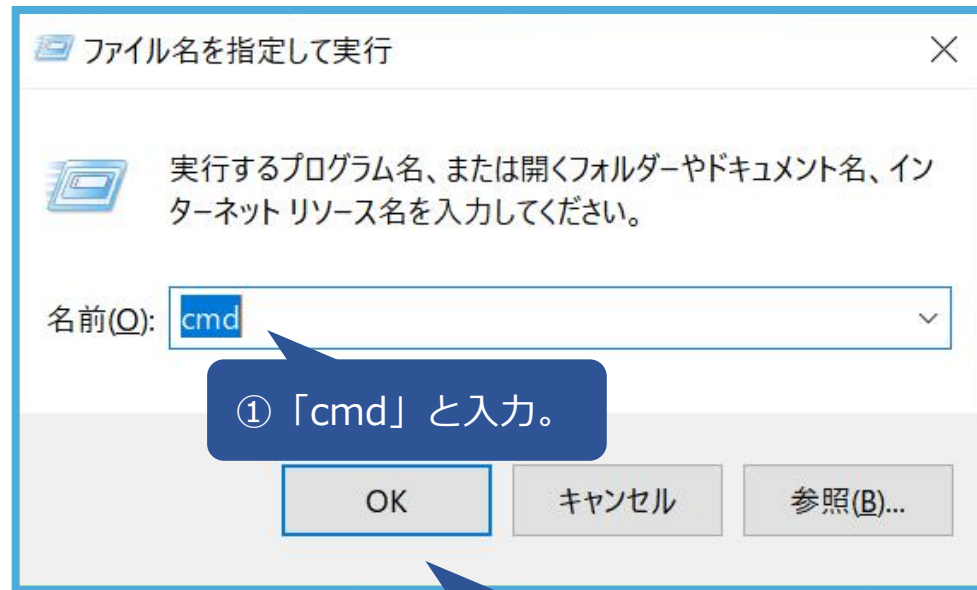 ファイル名を指定して実行
実行するプログラム名、または開くフォルダーやドキュメント名、イン
ターネット リソース名を入力してください。
名前(O): cmd
①「cmd」と入力。
OK キャンセル 参照(B)...